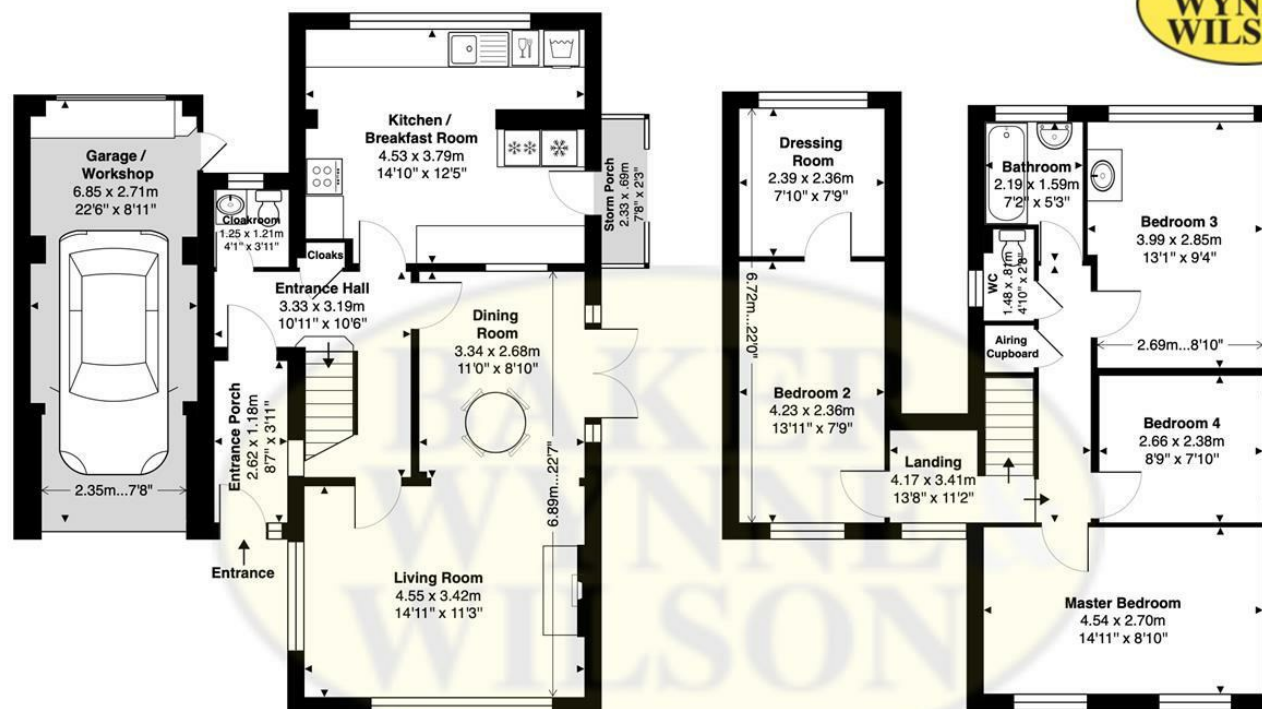 WYN
WILS
Kitchen /
Breakfast Room
4.53 x 3.79m
14'10" x 12'5"
Garage /
Workshop
6.85 x 2.71m
22'6" x 8'11"
Cloakroom
1.25 x 1.21m
4'1" x 3'11"
Cloaks
Storm Porch
2.33 x .69m
7'8" x 2'3"
Entrance Hall
3.33 x 3.19m
10'11" x 10'6"
Dining
Room
3.34 x 2.68m
11'0" x 8'10"
Entrance Porch
2.62 x 1.18m
8'7" x 3'11"
2.35m...7'8"
6.89m...22'7"
Entrance
Living Room
4.55 x 3.42m
14'11" x 11'3"
Dressing
Room
2.39 x 2.36m
7'10" x 7'9"
6.72m...22'0"
Bedroom 2
4.23 x 2.36m
13'11" x 7'9"
Bathroom
2.19 x 1.59m
7'2" x 5'3"
Bedroom 3
3.99 x 2.85m
13'1" x 9'4"
WC
1.48 x .81m
4'10" x 2'8"
Airing
Cupboard
2.69m...8'10"
Bedroom 4
2.66 x 2.38m
8'9" x 7'10"
Landing
4.17 x 3.41m
13'8" x 11'2"
Master Bedroom
4.54 x 2.70m
14'11" x 8'10"
BAKER
WYNNE &
WILSON